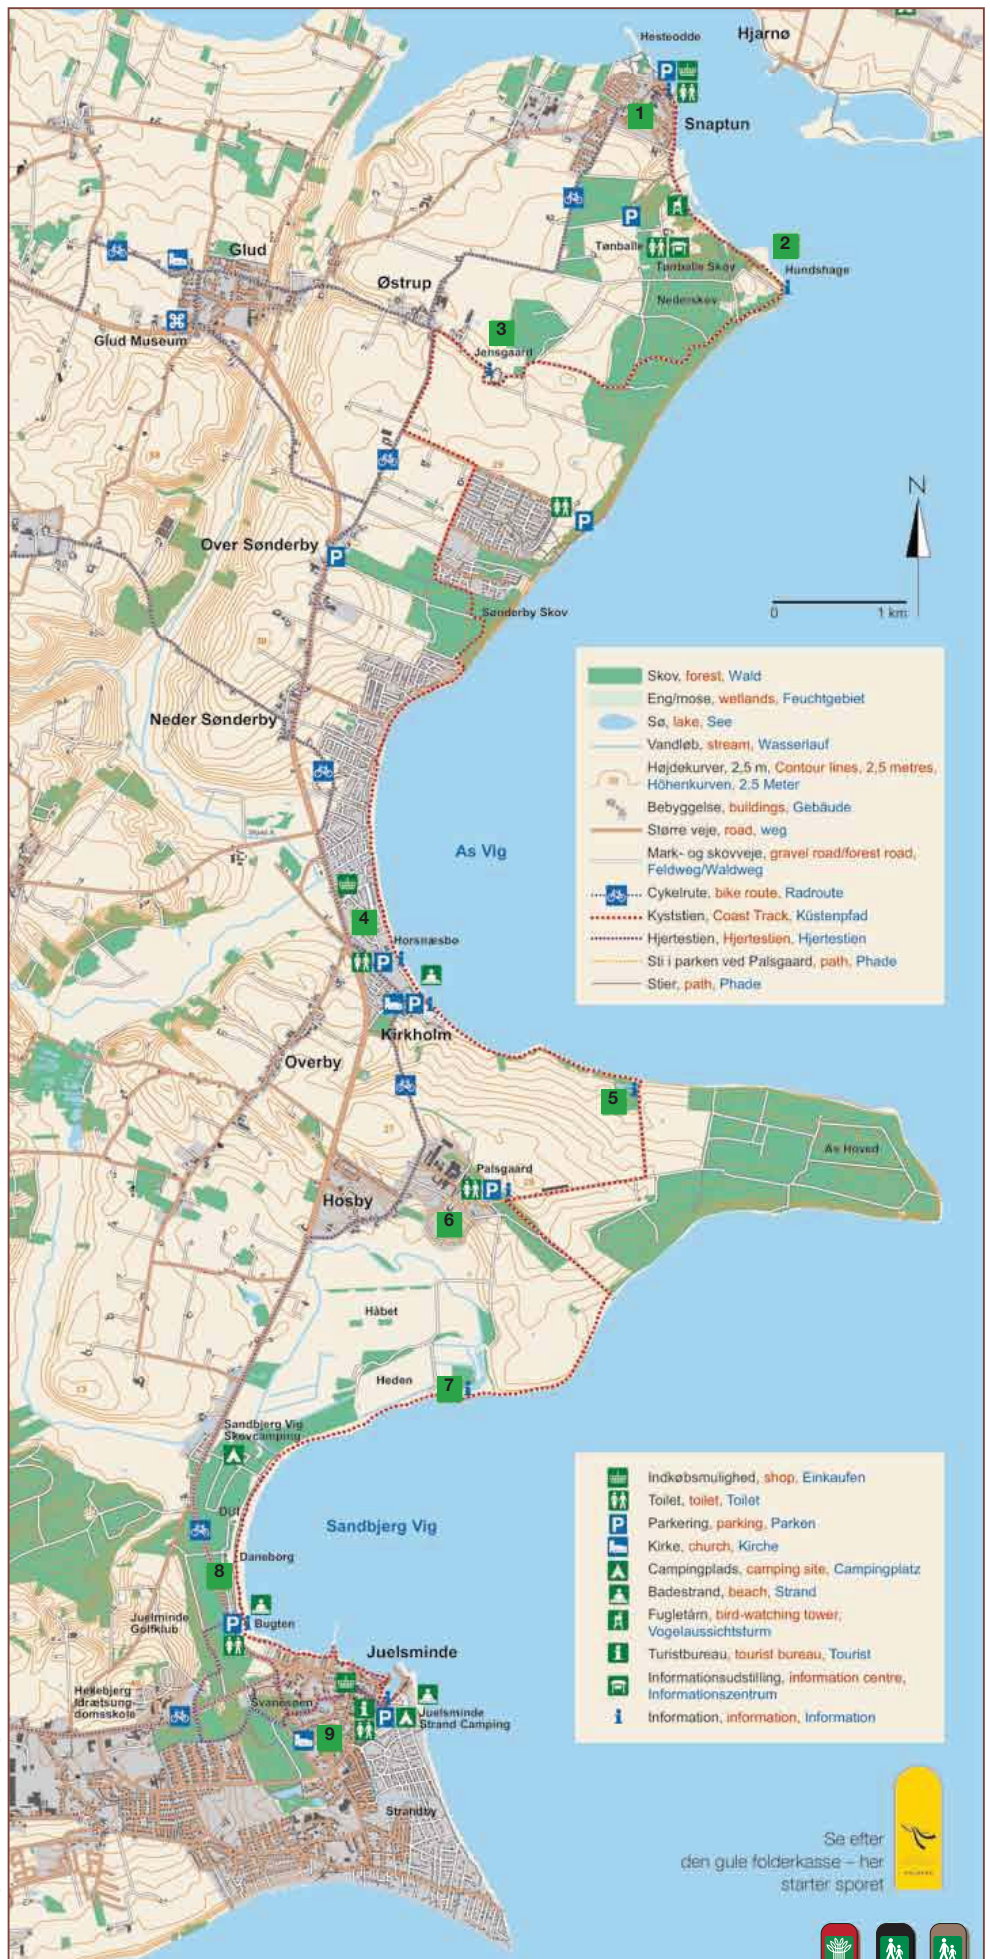 Hesteodde
Hjarnø
1
Snaptun
2
Tønballe
Tønballe Skov
Hundshage
Glud
Østrup
Nederskov
3
Glud Museum
Jensgaard
N
Over Sønderby
0 1 km
Sønderby Skov
Skov, forest, Wald
Eng/mose, wetlands, Feuchtgebiet
Sø, lake, See
Vandløb, stream, Wasserlauf
Højdekurver, 2,5 m, Contour lines, 2,5 metres,
Höhenkurven, 2.5 Meter
Bebyggelse, buildings, Gebäude
Større veje, road, weg
Mark- og skovveje, gravel road/forest road,
Feldweg/Waldweg
Cykelrute, bike route, Radroute
Kyststien, Coast Track, Küstenpfad
Hjertestien, Hjertestien, Hjertestien
Sti i parken ved Palsgaard, path, Phade
Stier, path, Phade
Neder Sønderby
As Vig
4
Horsnæsbo
Kirkholm
Overby
5
As Hoved
Palsgaard
Hosby
6
Håbet
Heden
7
Sandbjerg Vig
Skovcamping
Sandbjerg Vig
Daneborg
8
Juelsminde
Golfklub
Bugten
Juelsminde
Svanesøen
Juelsminde
Strand Camping
9
Strandby
Indkøbsmulighed, shop, Einkaufen
Toilet, toilet, Toilet
P Parkering, parking, Parken
Kirke, church, Kirche
Campingplads, camping site, Campingplatz
Badestrand, beach, Strand
Fugletårn, bird-watching tower,
Vogelaussichtsturm
i Turistbureau, tourist bureau, Tourist
Informationsudstilling, information centre,
Informationszentrum
i Information, information, Information
Se efter
den gule folderkasse – her
starter sporet